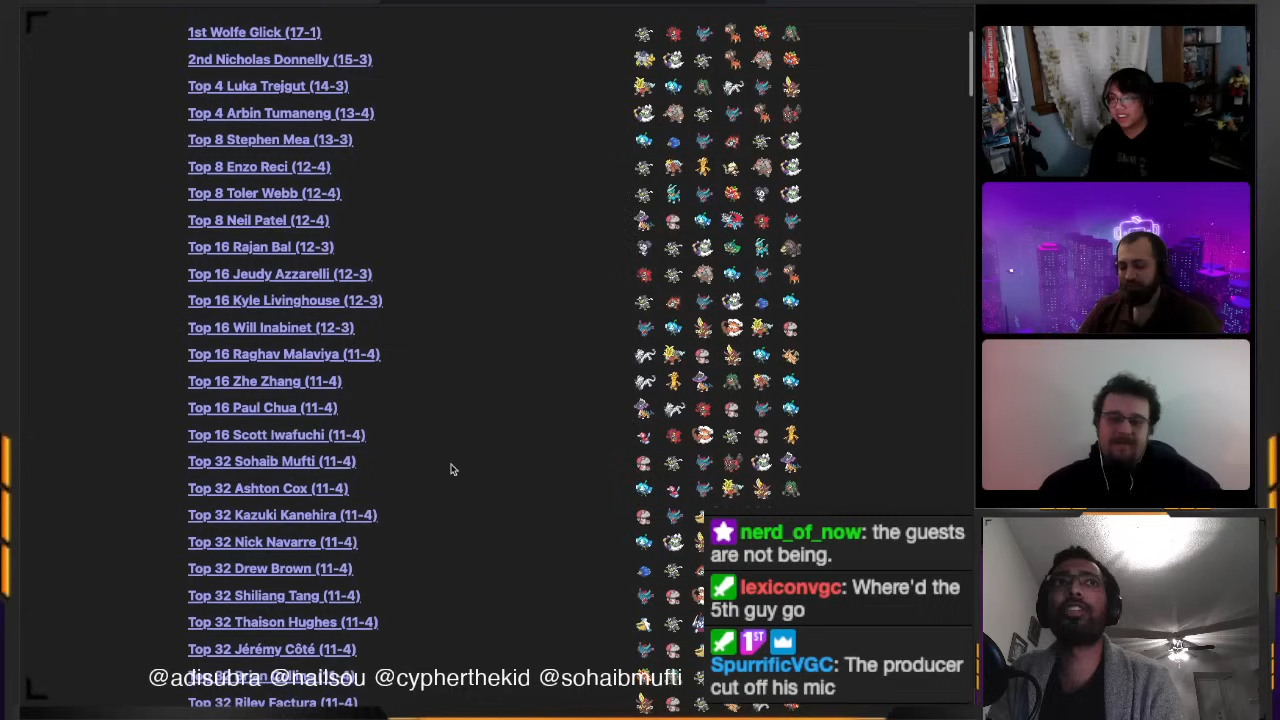 1st Wolfe Glick (17-1)
2nd Nicholas Donnelly (15-3)
Top 4 Luka Trejgut (14-3)
Top 4 Arbin Tumaneng (13-4)
Top 8 Stephen Mea (13-3)
Top 8 Enzo Reci (12-4)
Top 8 Toler Webb (12-4)
Top 8 Neil Patel (12-4)
Top 16 Rajan Bal (12-3)
Top 16 Jeudy Azzarelli (12-3)
Top 16 Kyle Livinghouse (12-3)
Top 16 Will Inabinet (12-3)
Top 16 Raghav Malaviya (11-4)
Top 16 Zhe Zhang (11-4)
Top 16 Paul Chua (11-4)
Top 16 Scott Iwafuchi (11-4)
Top 32 Sohaib Mufti (11-4)
Top 32 Ashton Cox (11-4)
Top 32 Kazuki Kanehira (11-4)
Top 32 Nick Navarre (11-4)
Top 32 Drew Brown (11-4)
Top 32 Shiliang Tang (11-4)
Top 32 Thaison Hughes (11-4)
Top 32 Jérémy Côté (11-4)
Top 32 Riley Factura (11-4)
@adisubra @hailsou @cypherthekid @sohaibmufti
nerd_of_now: the guests
are not being.
lexiconvgc: Where'd the
5th guy go
1ST
SpurrificVGC: The producer
cut off his mic
SEMI-FINALIST